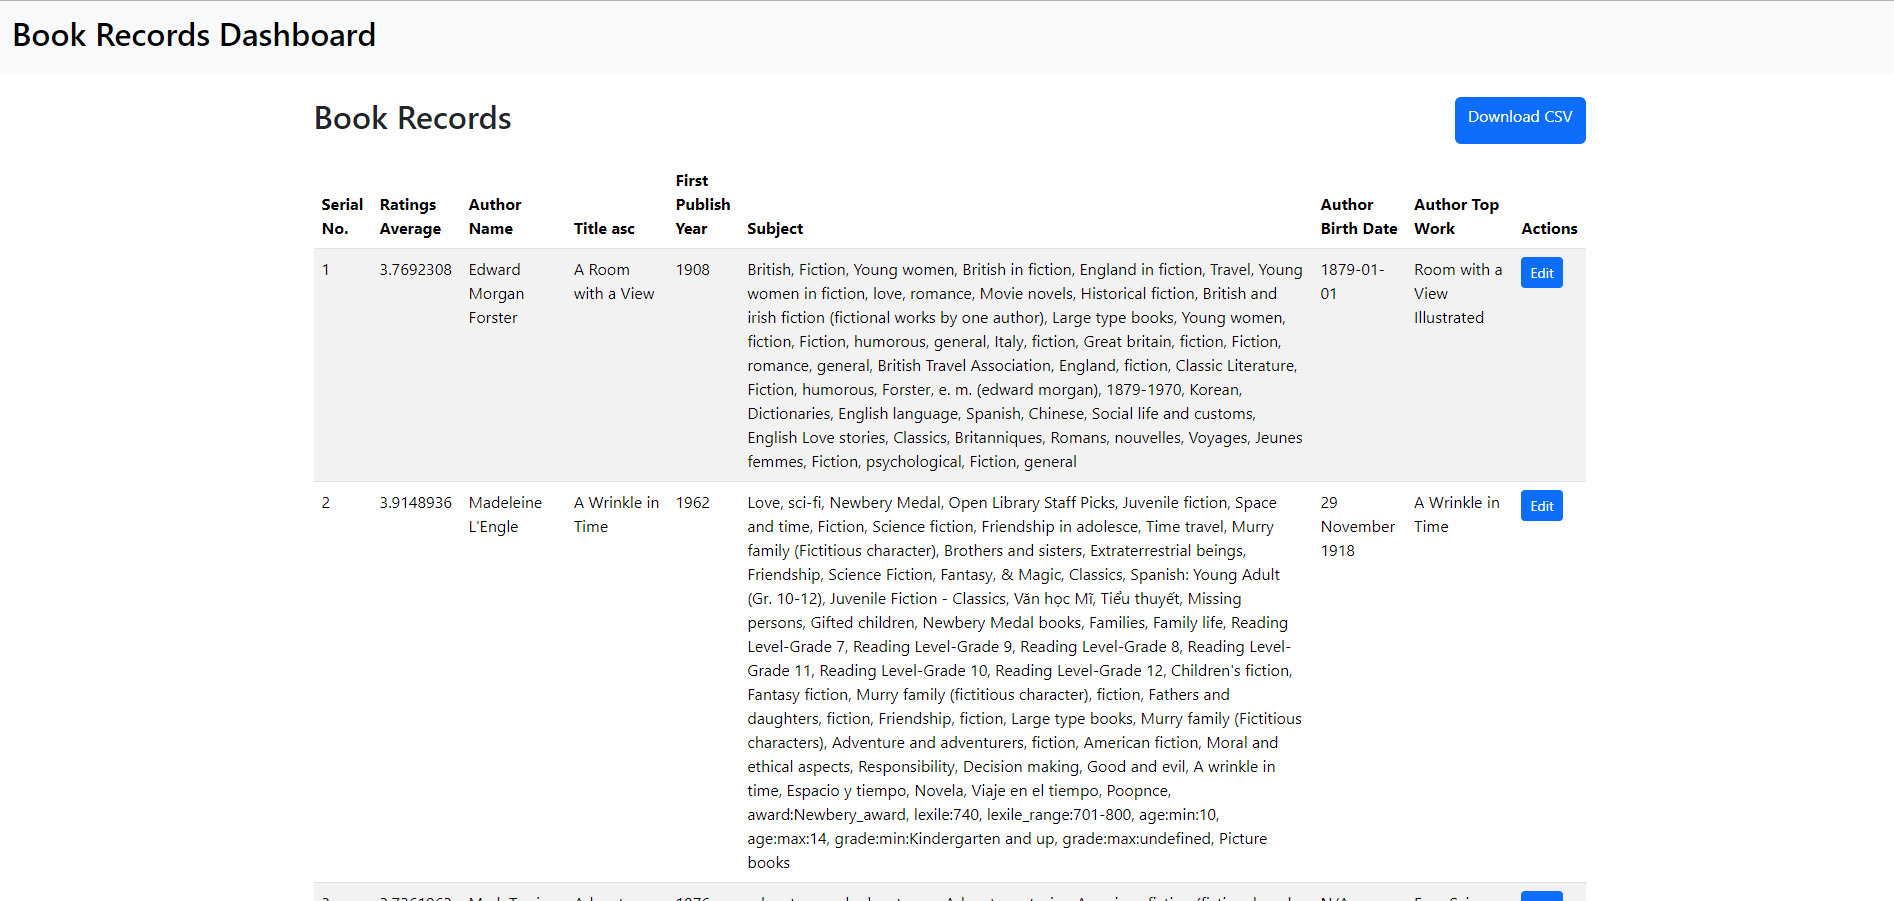 Book Records Dashboard
Book Records
Download CSV
Serial No.
Ratings Average
Author Name
Title asc
First Publish Year
Subject
Author Birth Date
Author Top Work
Actions
1
3.7692308
Edward
Morgan
Forster
A Room
with a View
1908
British, Fiction, Young women, British in fiction, England in fiction, Travel, Young
women in fiction, love, romance, Movie novels, Historical fiction, British and
irish fiction (fictional works by one author), Large type books, Young women,
fiction, Fiction, humorous, general, Italy, fiction, Great britain, fiction, Fiction,
romance, general, British Travel Association, England, fiction, Classic Literature,
Fiction, humorous, Forster, e. m. (edward morgan), 1879-1970, Korean,
Dictionaries, English language, Spanish, Chinese, Social life and customs,
English Love stories, Classics, Britanniques, Romans, nouvelles, Voyages, Jeunes
femmes, Fiction, psychological, Fiction, general
1879-01-
01
Room with a
View
Illustrated
Edit
2
3.9148936
Madeleine
L'Engle
A Wrinkle in
Time
1962
Love, sci-fi, Newbery Medal, Open Library Staff Picks, Juvenile fiction, Space
and time, Fiction, Science fiction, Friendship in adolesce, Time travel, Murry
family (Fictitious character), Brothers and sisters, Extraterrestrial beings,
Friendship, Science Fiction, Fantasy, & Magic, Classics, Spanish: Young Adult
(Gr. 10-12), Juvenile Fiction - Classics, Văn học Mĩ, Tiểu thuyết, Missing
persons, Gifted children, Newbery Medal books, Families, Family life, Reading
Level-Grade 7, Reading Level-Grade 9, Reading Level-Grade 8, Reading Level-
Grade 11, Reading Level-Grade 10, Reading Level-Grade 12, Children's fiction,
Fantasy fiction, Murry family (fictitious character), fiction, Fathers and
daughters, fiction, Friendship, fiction, Large type books, Murry family (Fictitious
characters), Adventure and adventurers, fiction, American fiction, Moral and
ethical aspects, Responsibility, Decision making, Good and evil, A wrinkle in
time, Espacio y tiempo, Novela, Viaje en el tiempo, Poopnce,
award:Newbery_award, lexile:740, lexile_range:701-800, age:min:10,
age:max:14, grade:min:Kindergarten and up, grade:max:undefined, Picture
books
29
November
1918
A Wrinkle in
Time
Edit